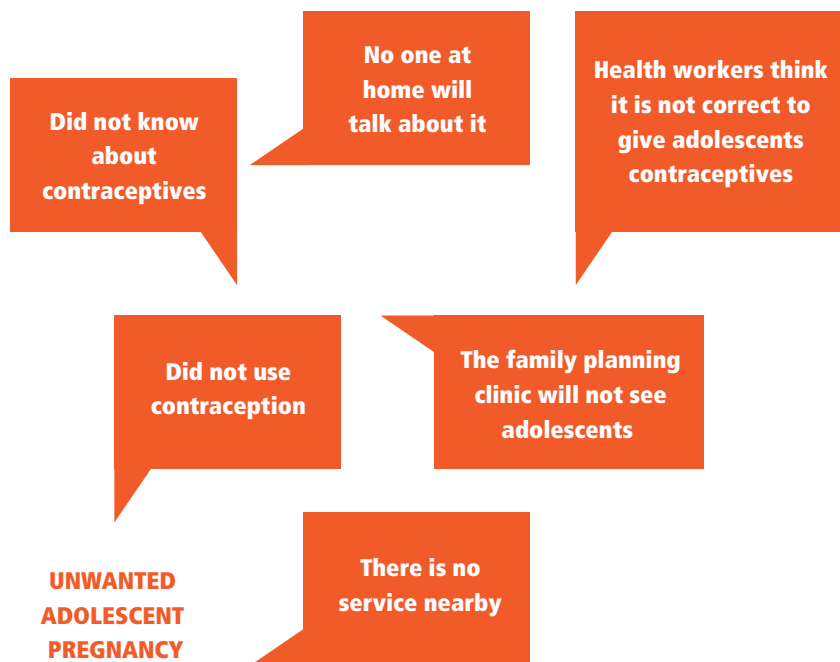 No one at
home will
talk about it
Health workers think
it is not correct to
give adolescents
contraceptives
Did not know
about
contraceptives
Did not use
contraception
The family planning
clinic will not see
adolescents
There is no
service nearby
UNWANTED
ADOLESCENT
PREGNANCY